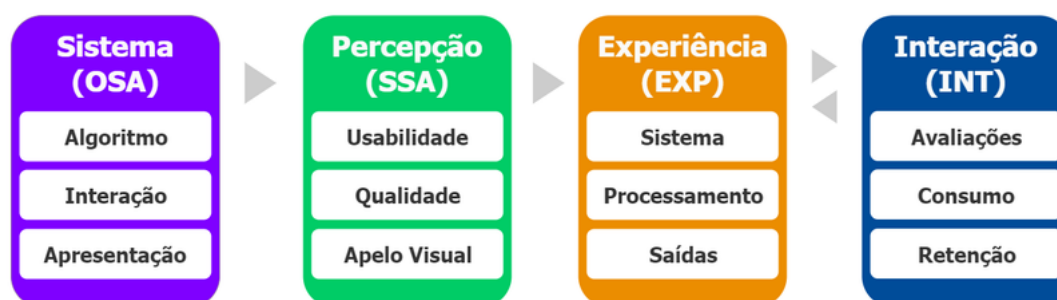 Sistema
(OSA)
Algoritmo
Interação
Apresentação
Percepção
(SSA)
Usabilidade
Qualidade
Apelo Visual
Experiência
(EXP)
Sistema
Processamento
Saídas
Interação
(INT)
Avaliações
Consumo
Retenção